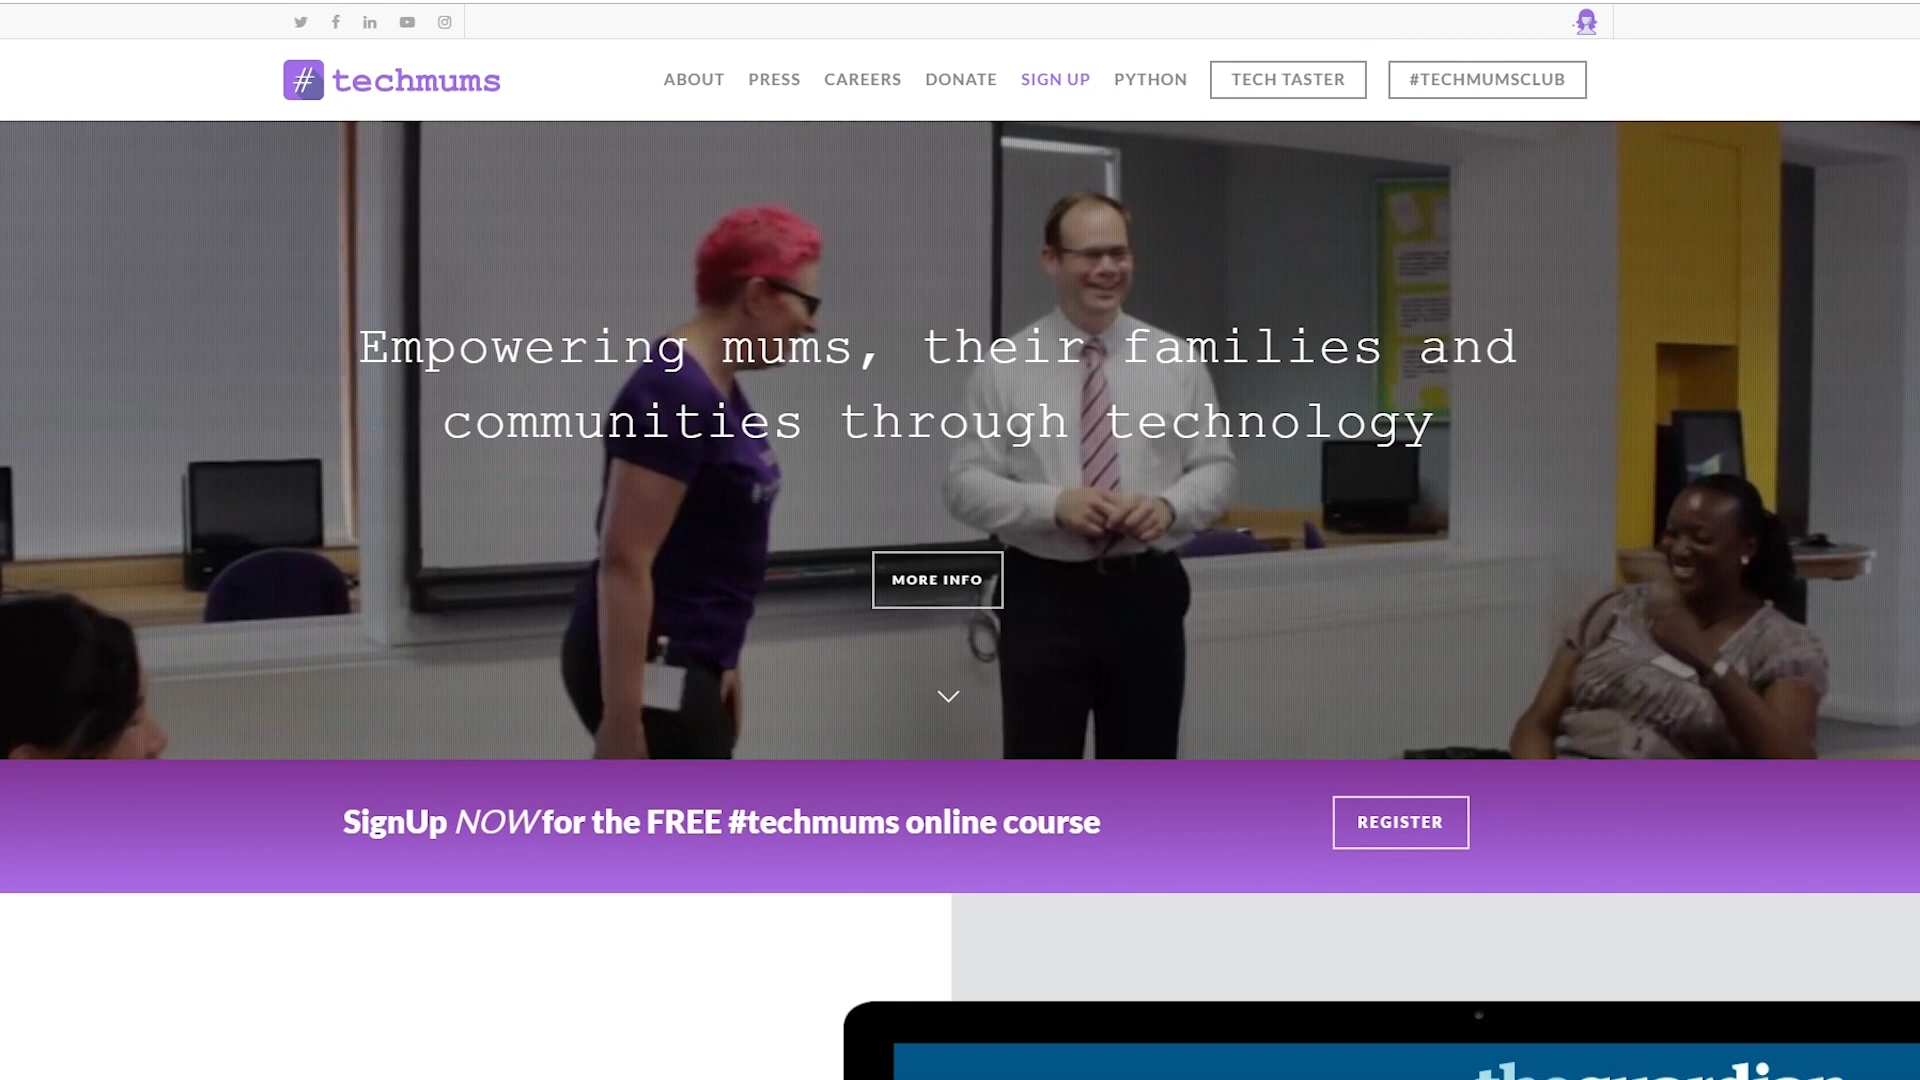 # techmums
ABOUT PRESS CAREERS DONATE SIGN UP PYTHON TECH TASTER #TECHMUMSCLUB
Empowering mums, their families and
communities through technology
MORE INFO
SignUp NOW for the FREE #techmums online course
REGISTER
theguardian